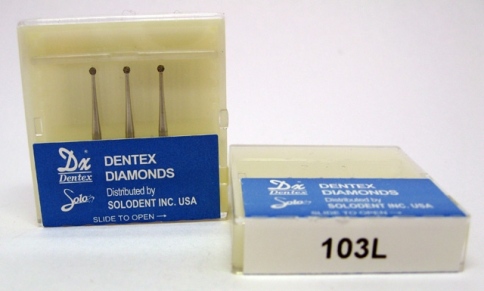 Dx
Dentex
Solo
DENTEX
DIAMONDS
Distributed by
SOLODENT INC. USA
SLIDE TO OPEN →
Dx
Dentex
Solo
DENTEX
DIAMONDS
Distributed by
SOLODENT INC. USA
SLIDE TO OPEN →
103L